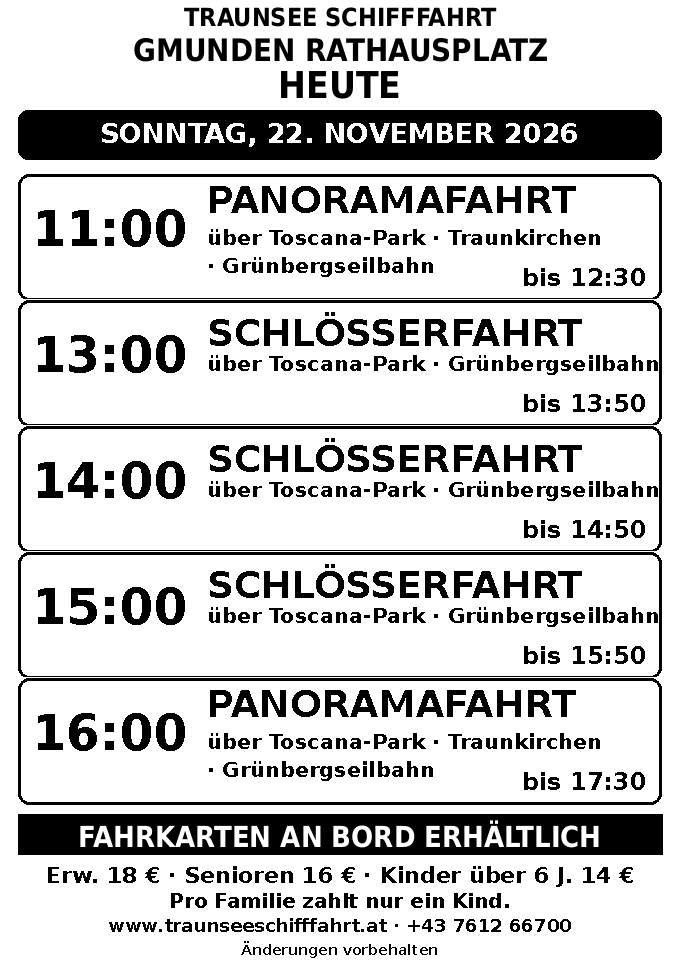 TRAUNSEE SCHIFFFAHRT
GMUNDEN RATHAUSPLATZ
HEUTE
SONNTAG, 22. NOVEMBER 2026
11:00
PANORAMAFAHRT
über Toscana-Park · Traunkirchen
· Grünbergseilbahn
bis 12:30
13:00
SCHLÖSSERFAHRT
über Toscana-Park · Grünbergseilbahn
bis 13:50
14:00
SCHLÖSSERFAHRT
über Toscana-Park · Grünbergseilbahn
bis 14:50
15:00
SCHLÖSSERFAHRT
über Toscana-Park · Grünbergseilbahn
bis 15:50
16:00
PANORAMAFAHRT
über Toscana-Park · Traunkirchen
· Grünbergseilbahn
bis 17:30
FAHRKARTEN AN BORD ERHÄLTLICH
Erw. 18 € · Senioren 16 € · Kinder über 6 J. 14 €
Pro Familie zahlt nur ein Kind.
www.traunseeschifffahrt.at · +43 7612 66700
Änderungen vorbehalten